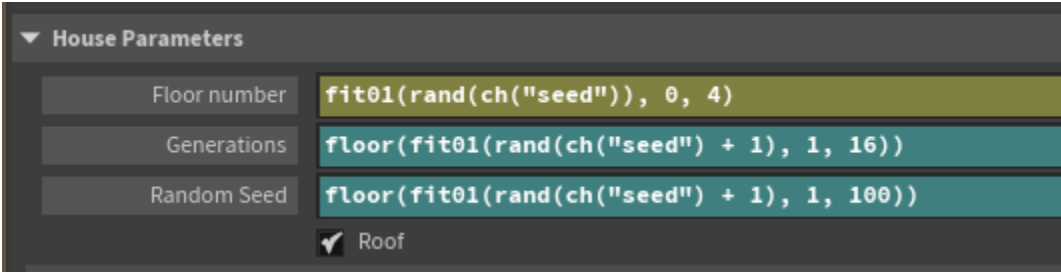 House Parameters
Floor number fit01(rand(ch("seed")), 0, 4)
Generations floor(fit01(rand(ch("seed") + 1), 1, 16))
Random Seed floor(fit01(rand(ch("seed") + 1), 1, 100))
Roof